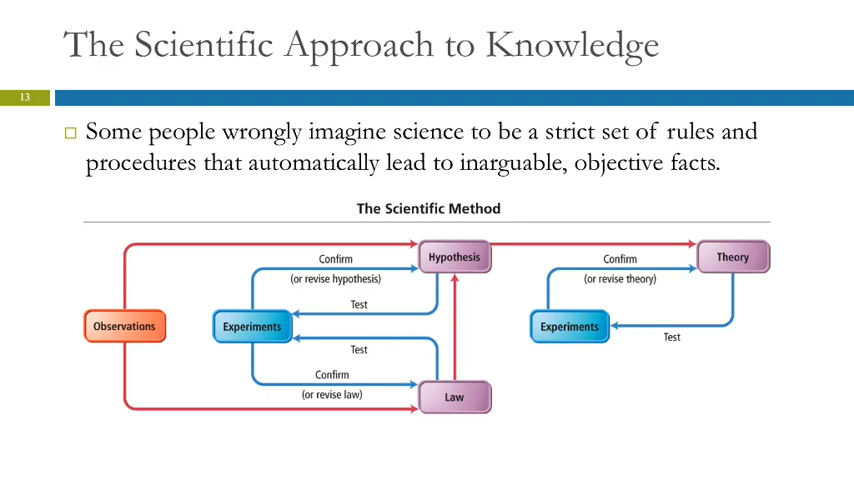 The Scientific Approach to Knowledge
13
Some people wrongly imagine science to be a strict set of rules and
procedures that automatically lead to inarguable, objective facts.
The Scientific Method
Observations
Experiments
Confirm
(or revise hypothesis)
Test
Test
Confirm
(or revise law)
Hypothesis
Law
Experiments
Confirm
(or revise theory)
Test
Theory